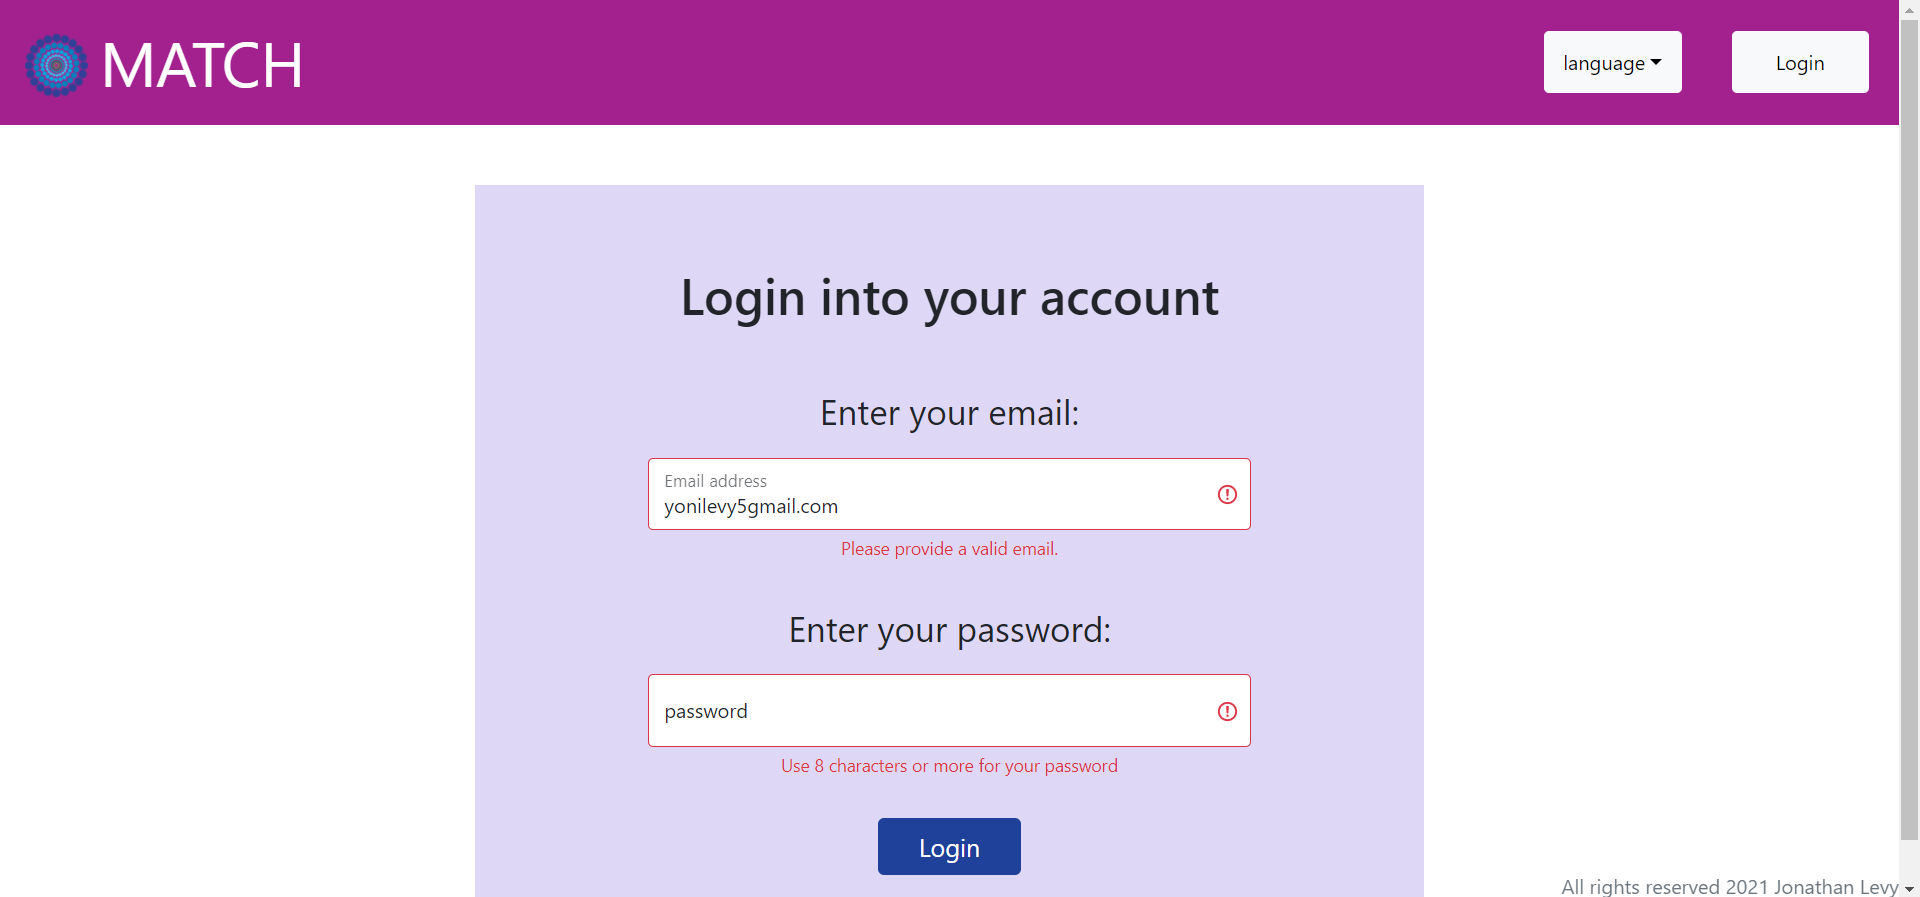 MATCH
language
Login
Login into your account
Enter your email:
Email address
yonilevy5gmail.com
Please provide a valid email.
Enter your password:
password
Use 8 characters or more for your password
Login
All rights reserved 2021 Jonathan Levy